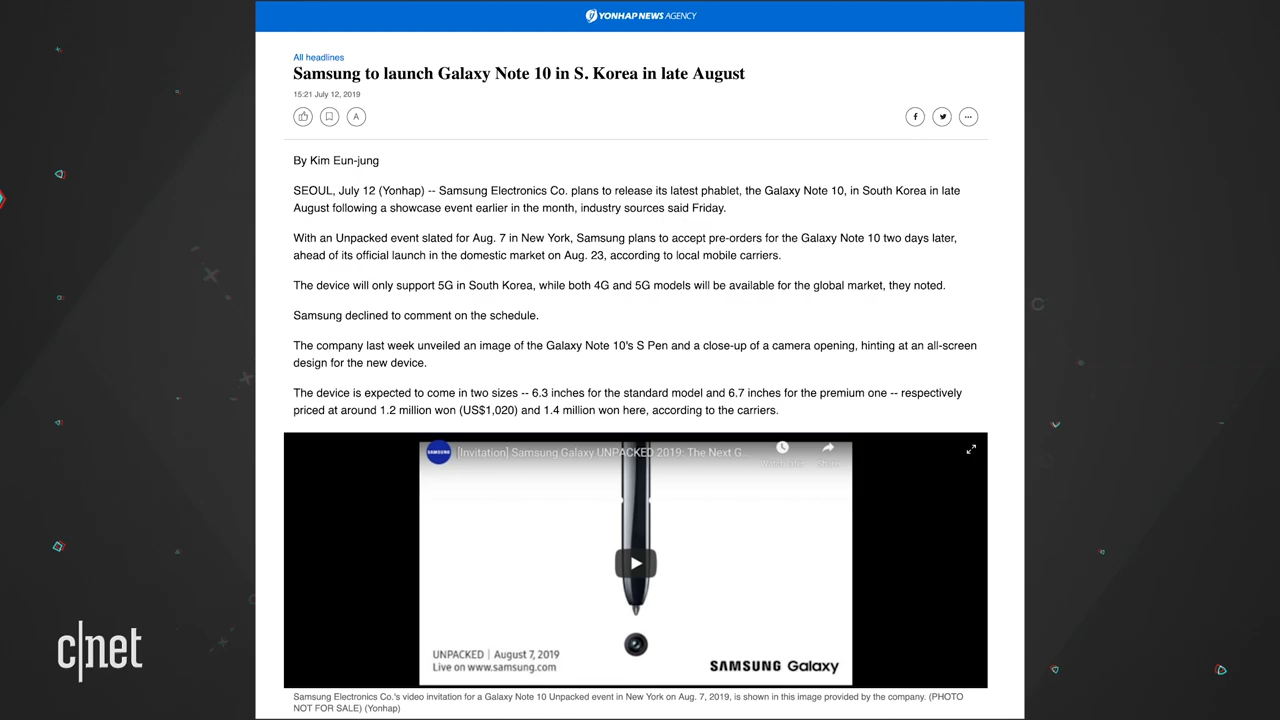 YONHAP NEWS AGENCY
All headlines
Samsung to launch Galaxy Note 10 in S. Korea in late August
15:21 July 12, 2019
A
By Kim Eun-jung
SEOUL, July 12 (Yonhap) -- Samsung Electronics Co. plans to release its latest phablet, the Galaxy Note 10, in South Korea in late
August following a showcase event earlier in the month, industry sources said Friday.
With an Unpacked event slated for Aug. 7 in New York, Samsung plans to accept pre-orders for the Galaxy Note 10 two days later,
ahead of its official launch in the domestic market on Aug. 23, according to local mobile carriers.
The device will only support 5G in South Korea, while both 4G and 5G models will be available for the global market, they noted.
Samsung declined to comment on the schedule.
The company last week unveiled an image of the Galaxy Note 10's S Pen and a close-up of a camera opening, hinting at an all-screen
design for the new device.
The device is expected to come in two sizes -- 6.3 inches for the standard model and 6.7 inches for the premium one -- respectively
priced at around 1.2 million won (US$1,020) and 1.4 million won here, according to the carriers.
SAMSUNG [Invitation] Samsung Galaxy UNPACKED 2019: The Next G...
Watch later Share
UNPACKED | August 7, 2019
Live on www.samsung.com
SAMSUNG Galaxy
c|net
Samsung Electronics Co.'s video invitation for a Galaxy Note 10 Unpacked event in New York on Aug. 7, 2019, is shown in this image provided by the company. (PHOTO
NOT FOR SALE) (Yonhap)